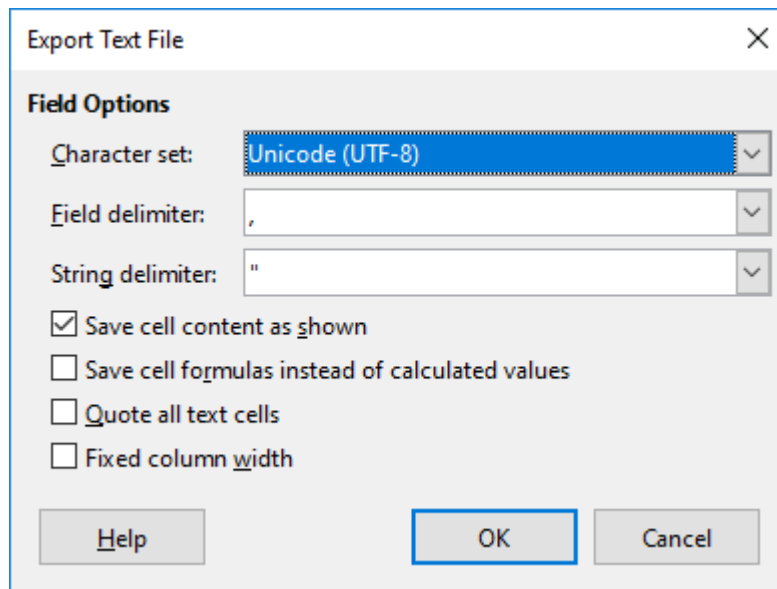 Export Text File
Field Options
Character set: Unicode (UTF-8)
Field delimiter: ,
String delimiter: "
Save cell content as shown
Save cell formulas instead of calculated values
Quote all text cells
Fixed column width
Help OK Cancel